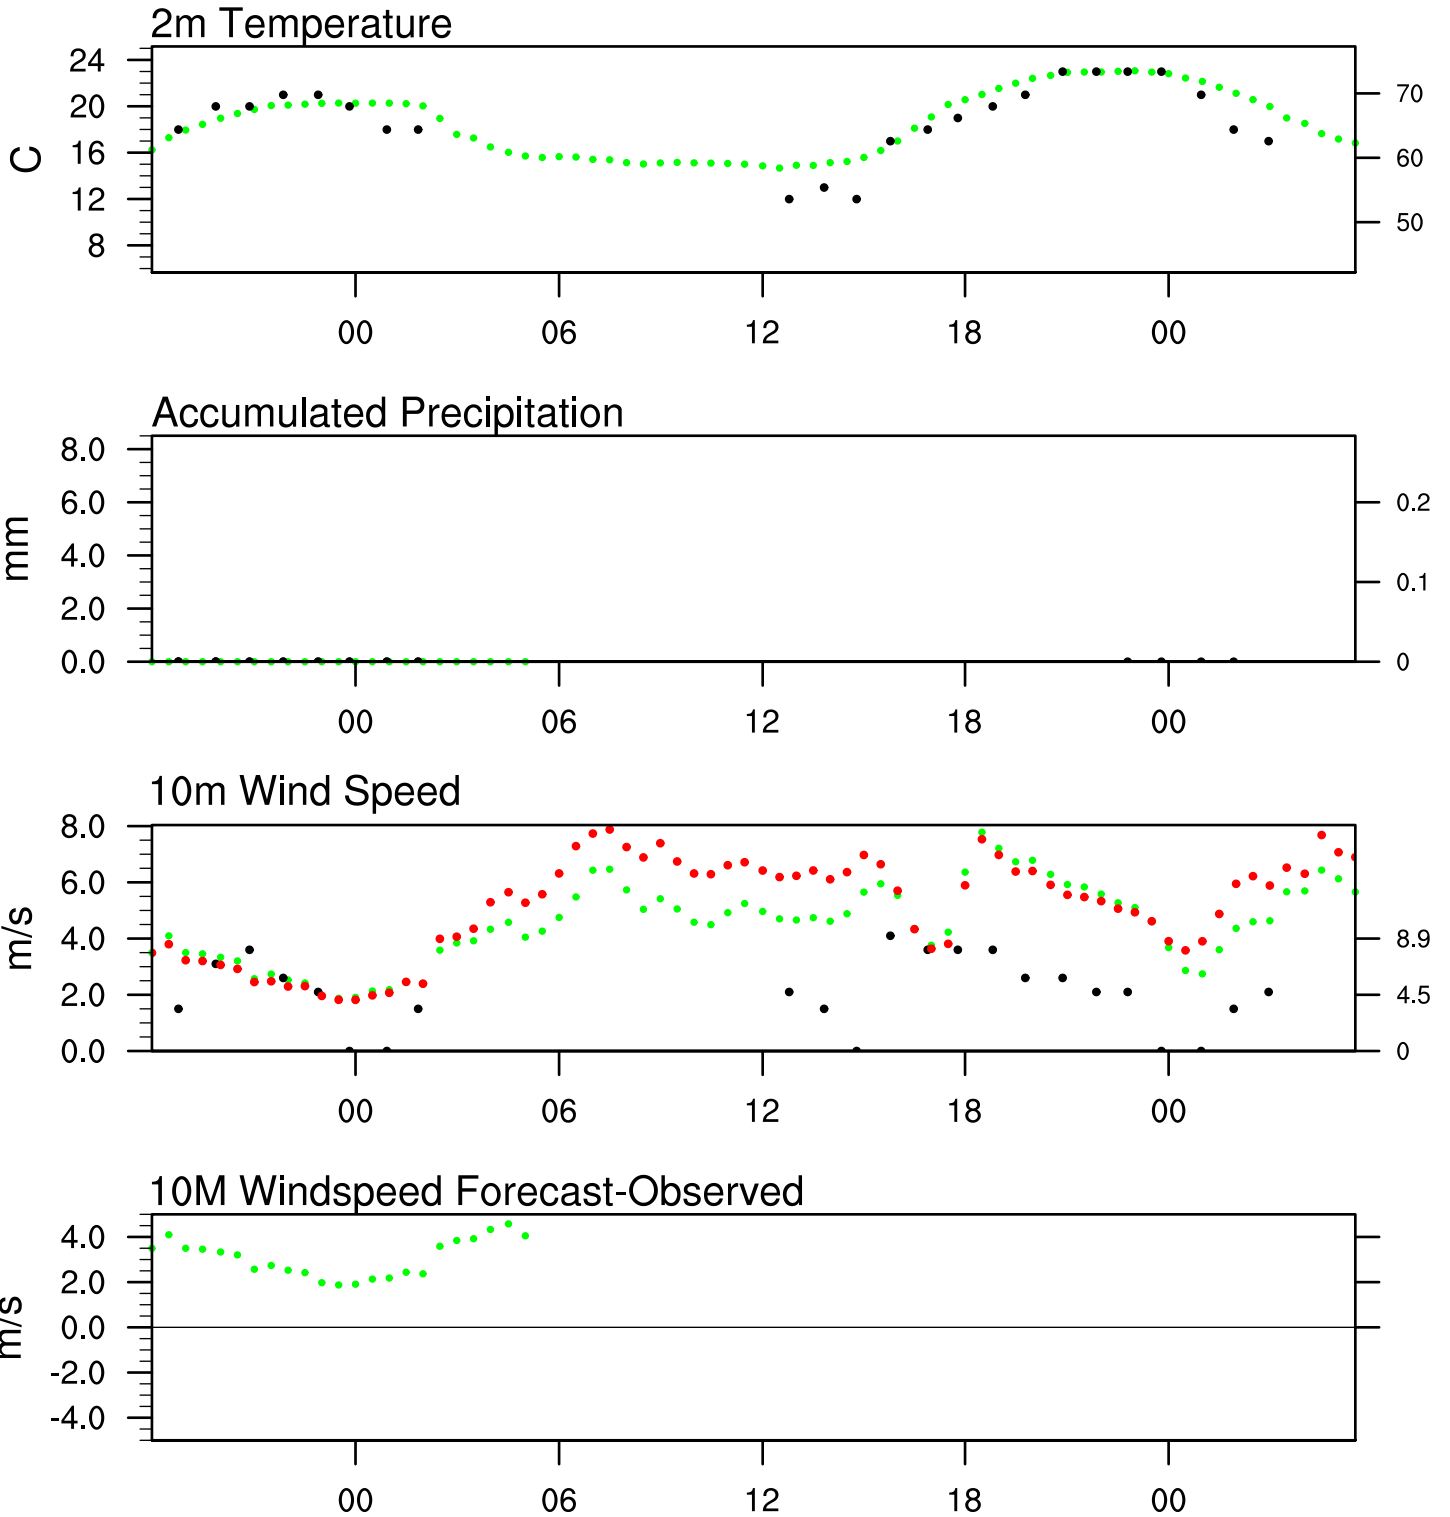 2m Temperature
24
20
16
12
8
C
70
60
50
00 06 12 18 00
Accumulated Precipitation
8.0
6.0
4.0
2.0
0.0
mm
0.2
0.1
0
00 06 12 18 00
10m Wind Speed
8.0
6.0
4.0
2.0
0.0
m/s
8.9
4.5
0
00 06 12 18 00
10M Windspeed Forecast-Observed
4.0
2.0
0.0
-2.0
-4.0
m/s
00 06 12 18 00